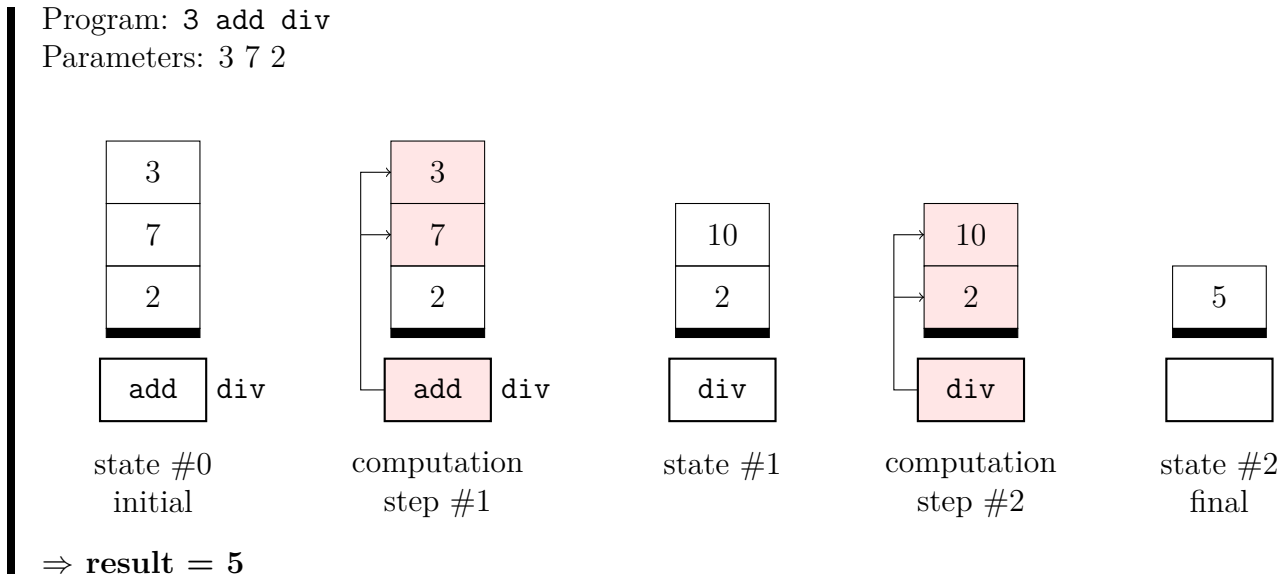 Program: 3 add div
Parameters: 3 7 2
3 3
7 7 10 10
2 2 2 2 5
add div add div div div
state #0 computation state #1 computation state #2
initial step #1 step #2 final
⇒ result = 5